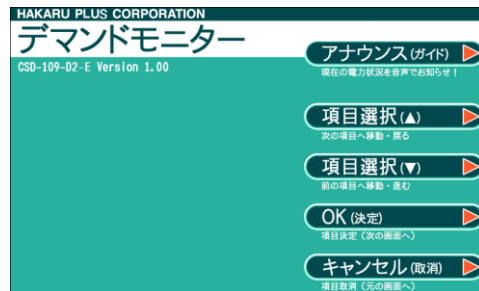 HAKARU PLUS CORPORATION
デマンドモニター
CSD-109-D2-E Version 1.00
アナウンス(ガイド)
現在の電力状況を音声でお知らせ!
項目選択(▲)
次の項目へ移動・戻る
項目選択(▼)
前の項目へ移動・進む
OK(決定)
項目決定(次の画面へ)
キャンセル(取消)
項目取消(元の画面へ)